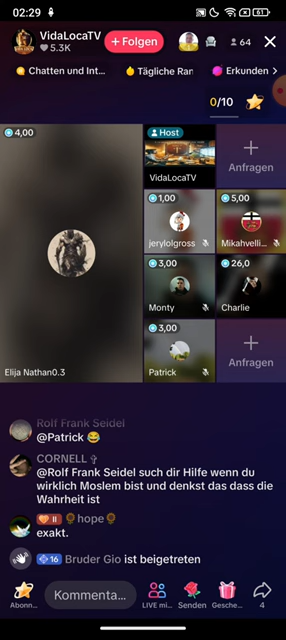 02:29
61
VidaLocaTV
5.3K
+ Folgen
64
Chatten und Int...
Tägliche Ran
Erkunden
0/10
4,00
Host
VidaLocaTV
Anfragen
1,00
jerylolgross
5,00
Mikahvelli...
3,00
Monty
26,0
Charlie
Elija Nathan0.3
3,00
Patrick
Anfragen
Rolf Frank Seidel
@Patrick 😂
CORNELL ✞
@Rolf Frank Seidel such dir Hilfe wenn du
wirklich Moslem bist und denkst das dass die
Wahrheit ist
II 🌻hope🌻
exakt.
16 Bruder Gio ist beigetreten
Kommenta...
Abonn...
LIVE mi...
Senden
Gesche...
4